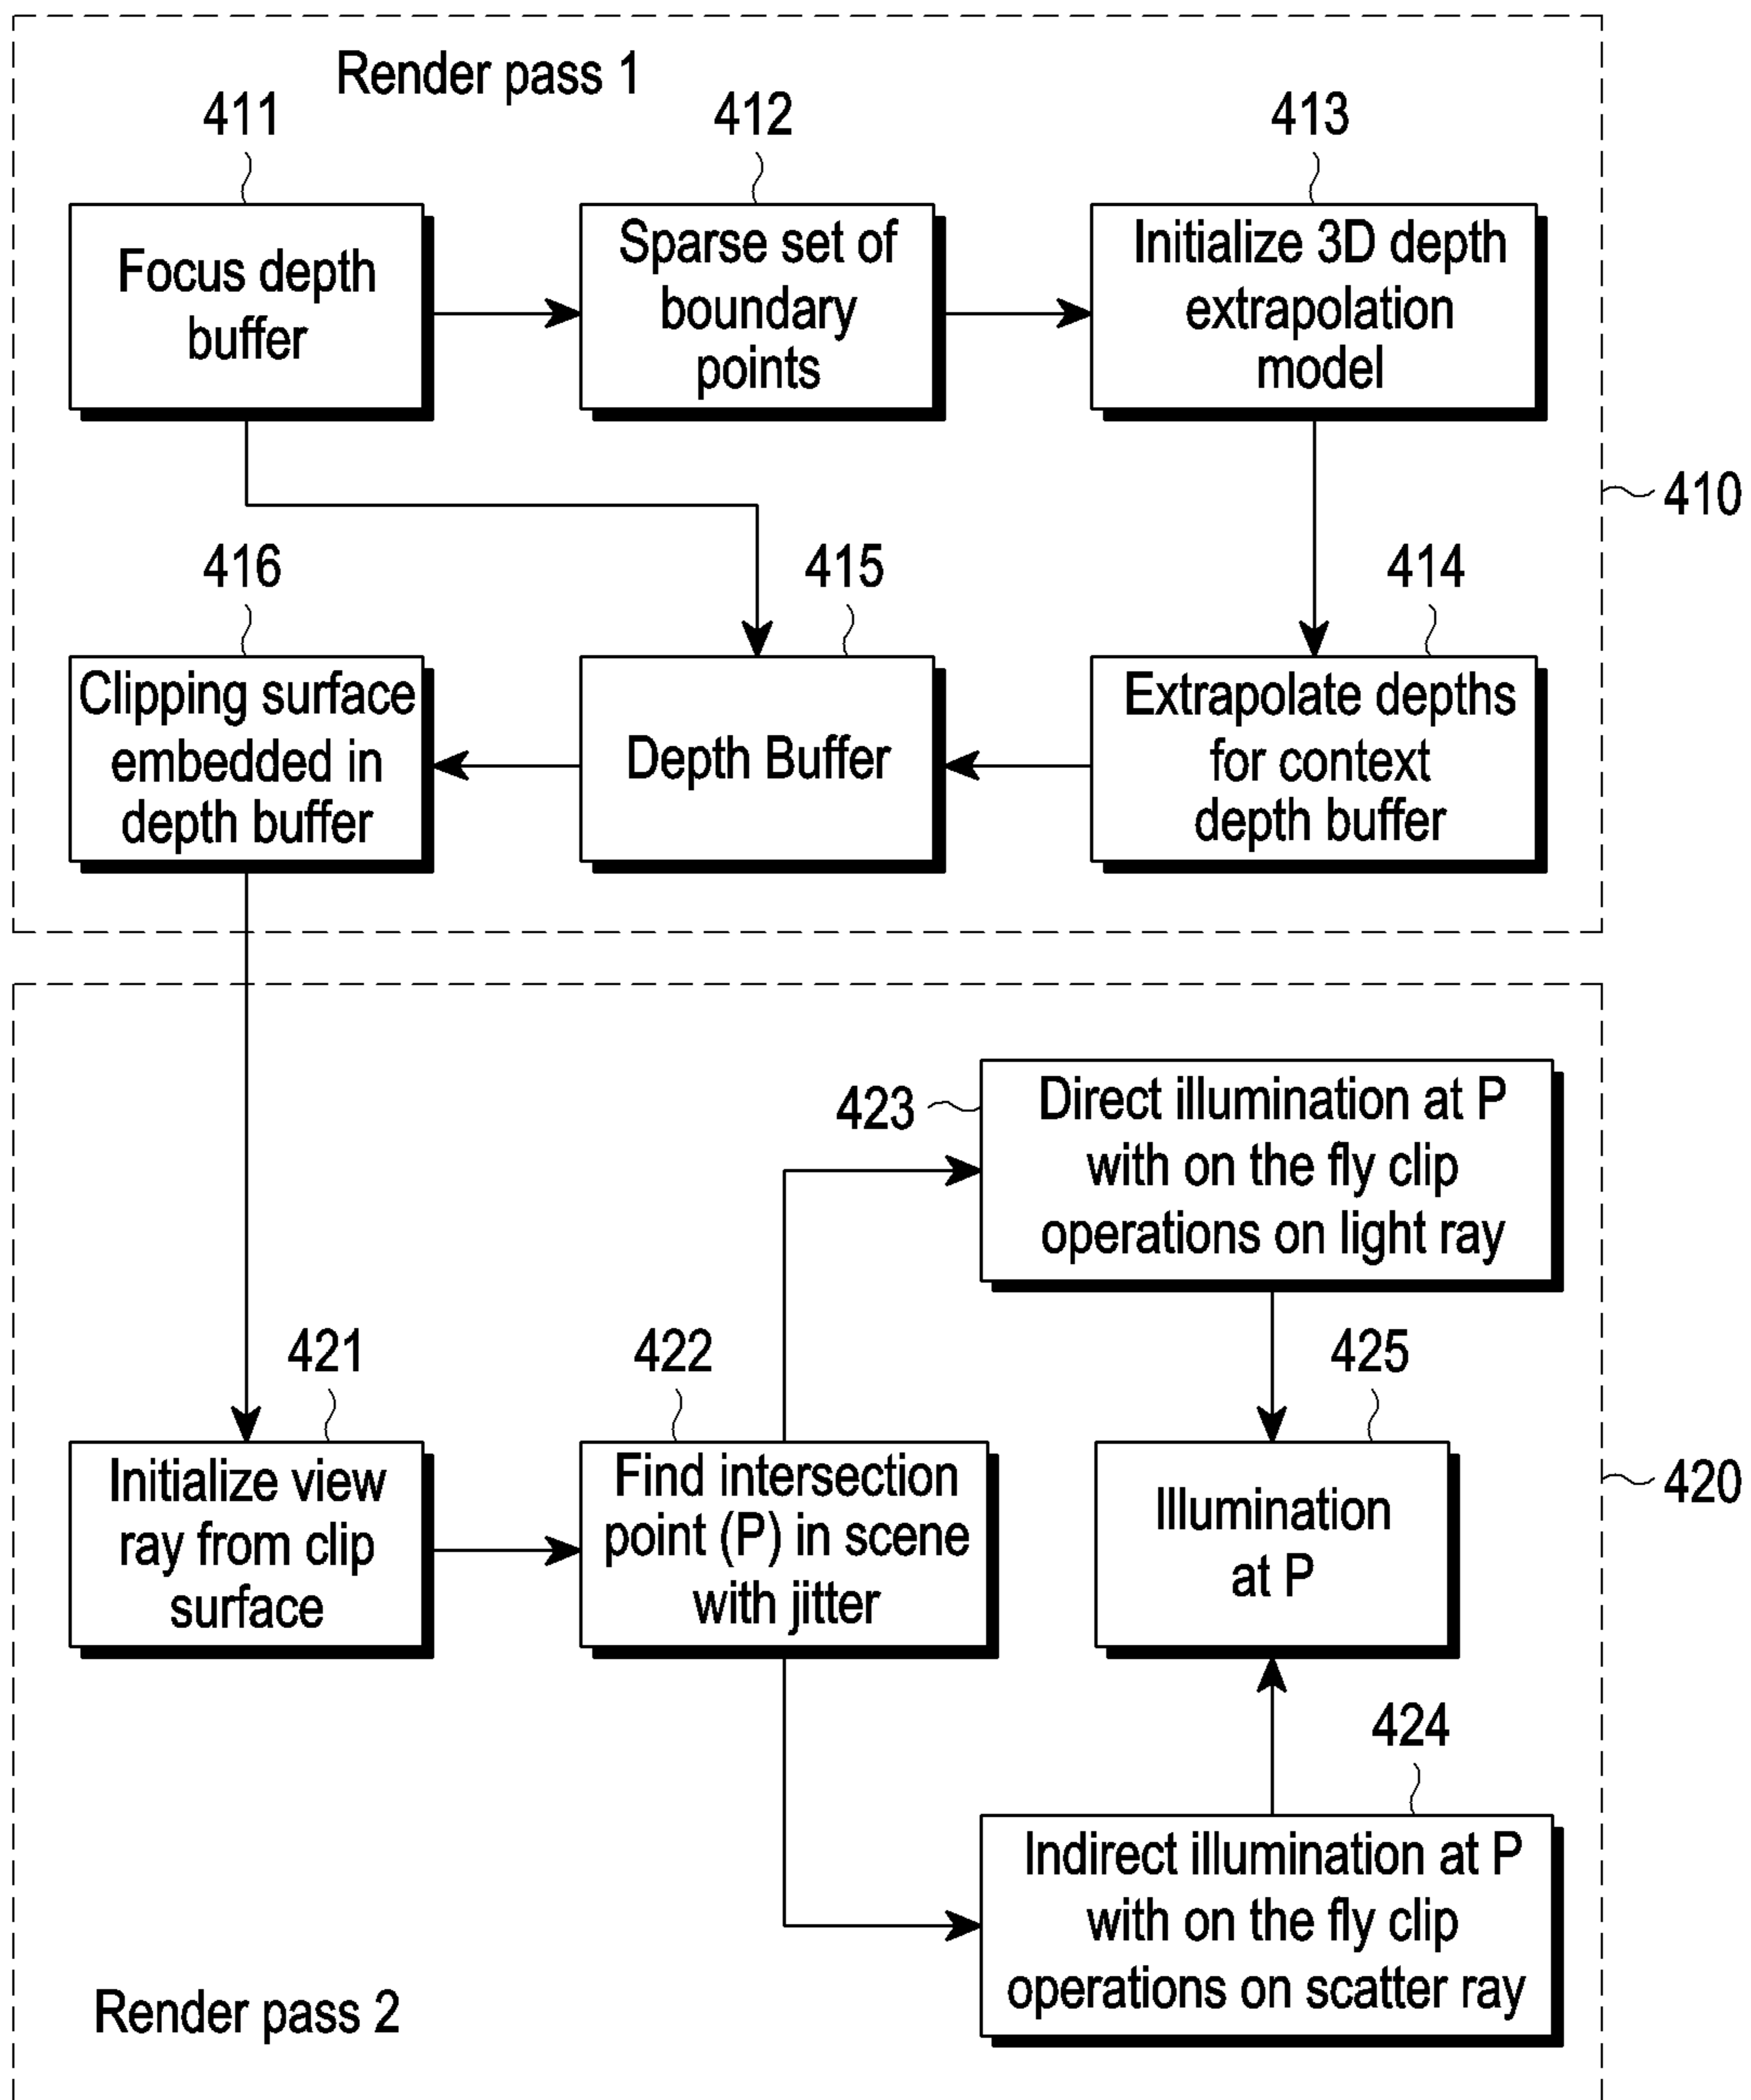 Render pass 1
411
412
413
Focus depth
buffer
Sparse set of
boundary
points
Initialize 3D depth
extrapolation
model
410
416
415
414
Clipping surface
embedded in
depth buffer
Depth Buffer
Extrapolate depths
for context
depth buffer
423
Direct illumination at P
with on the fly clip
operations on light ray
421
422
425
Initialize view
ray from clip
surface
Find intersection
point (P) in scene
with jitter
Illumination
at P
420
424
Indirect illumination at P
with on the fly clip
operations on scatter ray
Render pass 2